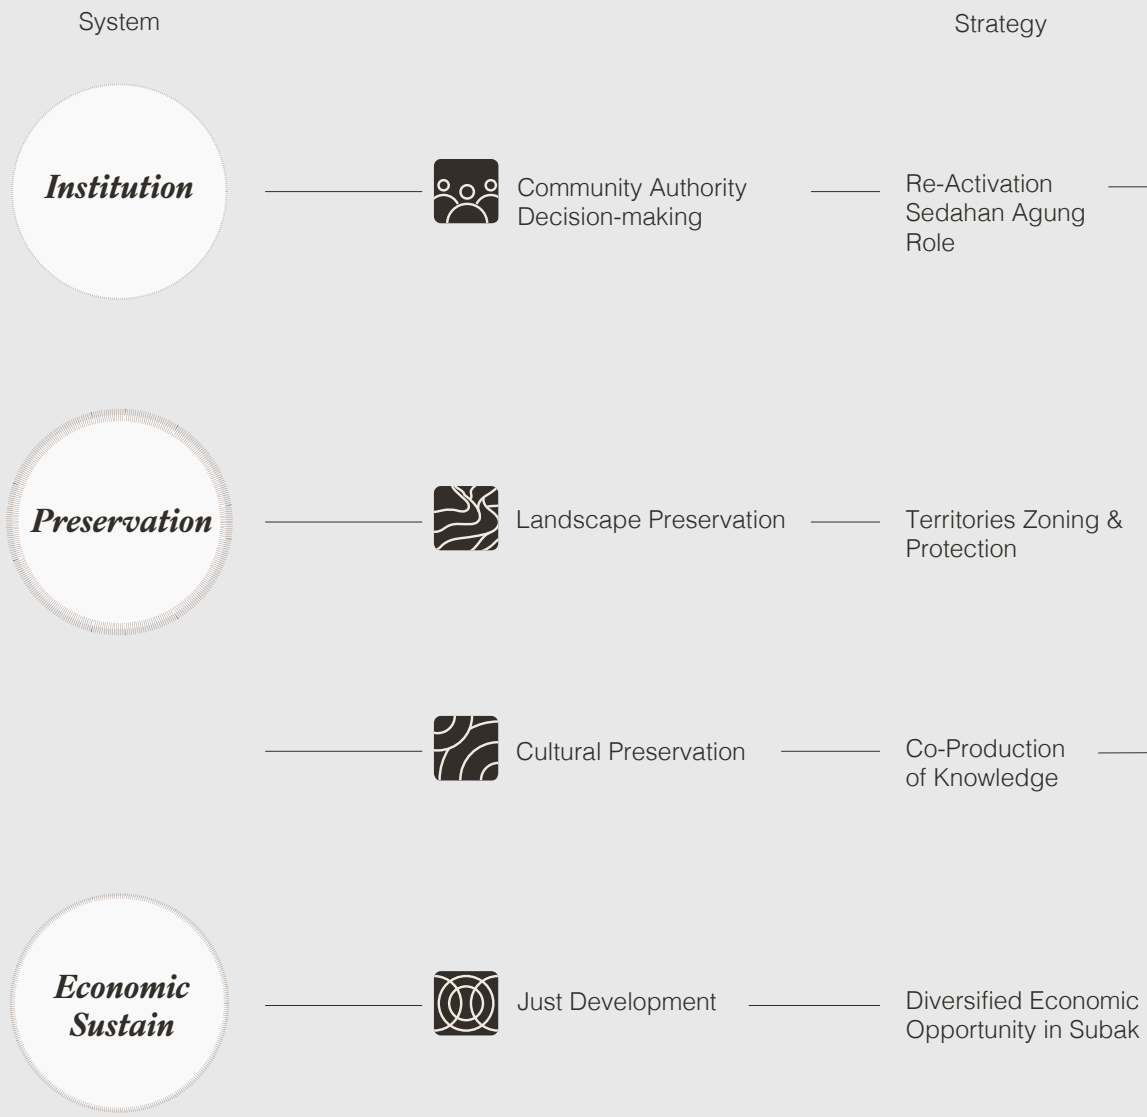 System
Strategy
Institution
Community Authority
Decision-making
Re-Activation
Sedahan Agung
Role
Preservation
Landscape Preservation
Territories Zoning &
Protection
Cultural Preservation
Co-Production
of Knowledge
Economic
Sustain
Just Development
Diversified Economic
Opportunity in Subak